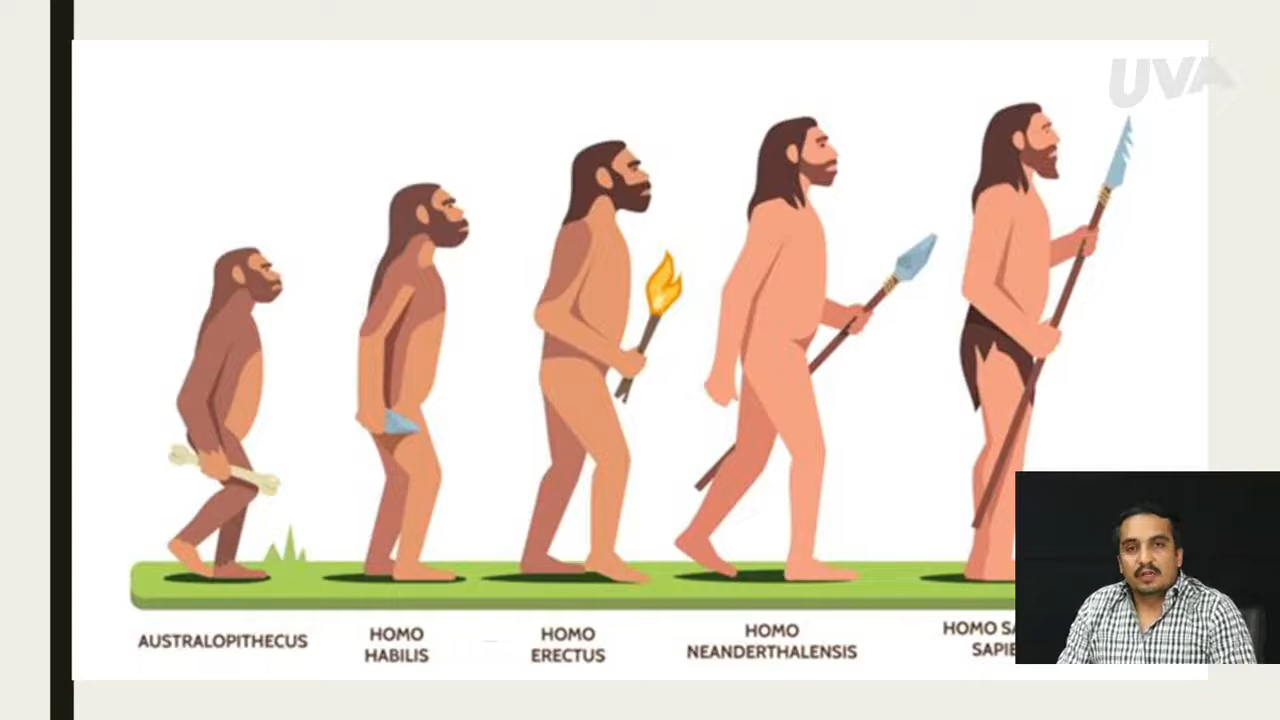 UVA
AUSTRALOPITHECUS
HOMO
HABILIS
HOMO
ERECTUS
HOMO
NEANDERTHALENSIS
HOMO